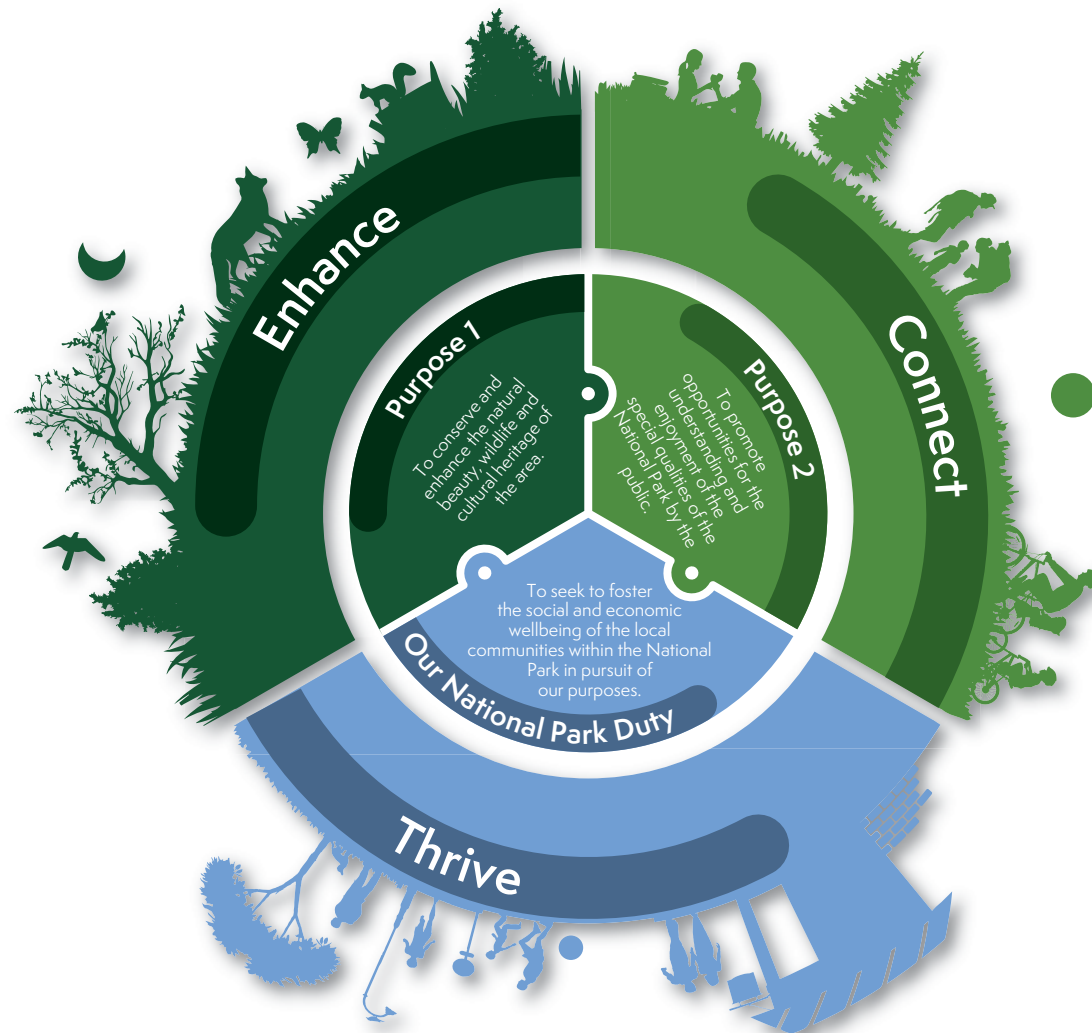 Enhance
Purpose 1
To conserve and
enhance the natural
beauty, wildlife and
cultural heritage of
the area.
Connect
Purpose 2
To promote
opportunities for the
understanding and
enjoyment of the
special qualities of the
National Park by the
public.
To seek to foster
the social and economic
wellbeing of the local
communities within the National
Park in pursuit of
our purposes.
Our National Park Duty
Thrive